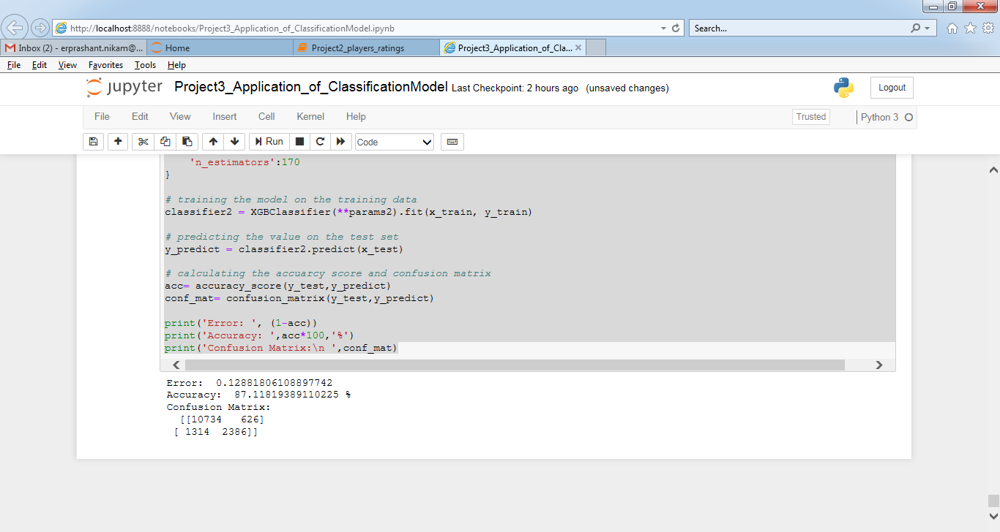 http://localhost:8888/notebooks/Project3_Application_of_ClassificationModel.ipynb
Search...
Inbox (2) - erprashant.nikam@...
Home
Project2_players_ratings
Project3_Application_of_Cla...
File Edit View Favorites Tools Help
jupyter Project3_Application_of_ClassificationModel Last Checkpoint: 2 hours ago (unsaved changes)
Logout
File Edit View Insert Cell Kernel Help
Trusted
Python 3
Run
Code
'n_estimators':170
}
# training the model on the training data
classifier2 = XGBClassifier(**params2).fit(x_train, y_train)
# predicting the value on the test set
y_predict = classifier2.predict(x_test)
# calculating the accuarcy score and confusion matrix
acc= accuracy_score(y_test,y_predict)
conf_mat= confusion_matrix(y_test,y_predict)
print('Error: ', (1-acc))
print('Accuracy: ',acc*100,'%')
print('Confusion Matrix:\n ',conf_mat)
Error:  0.12881806108897742
Accuracy:  87.11819389110225 %
Confusion Matrix:
[[10734   626]
[ 1314  2386]]